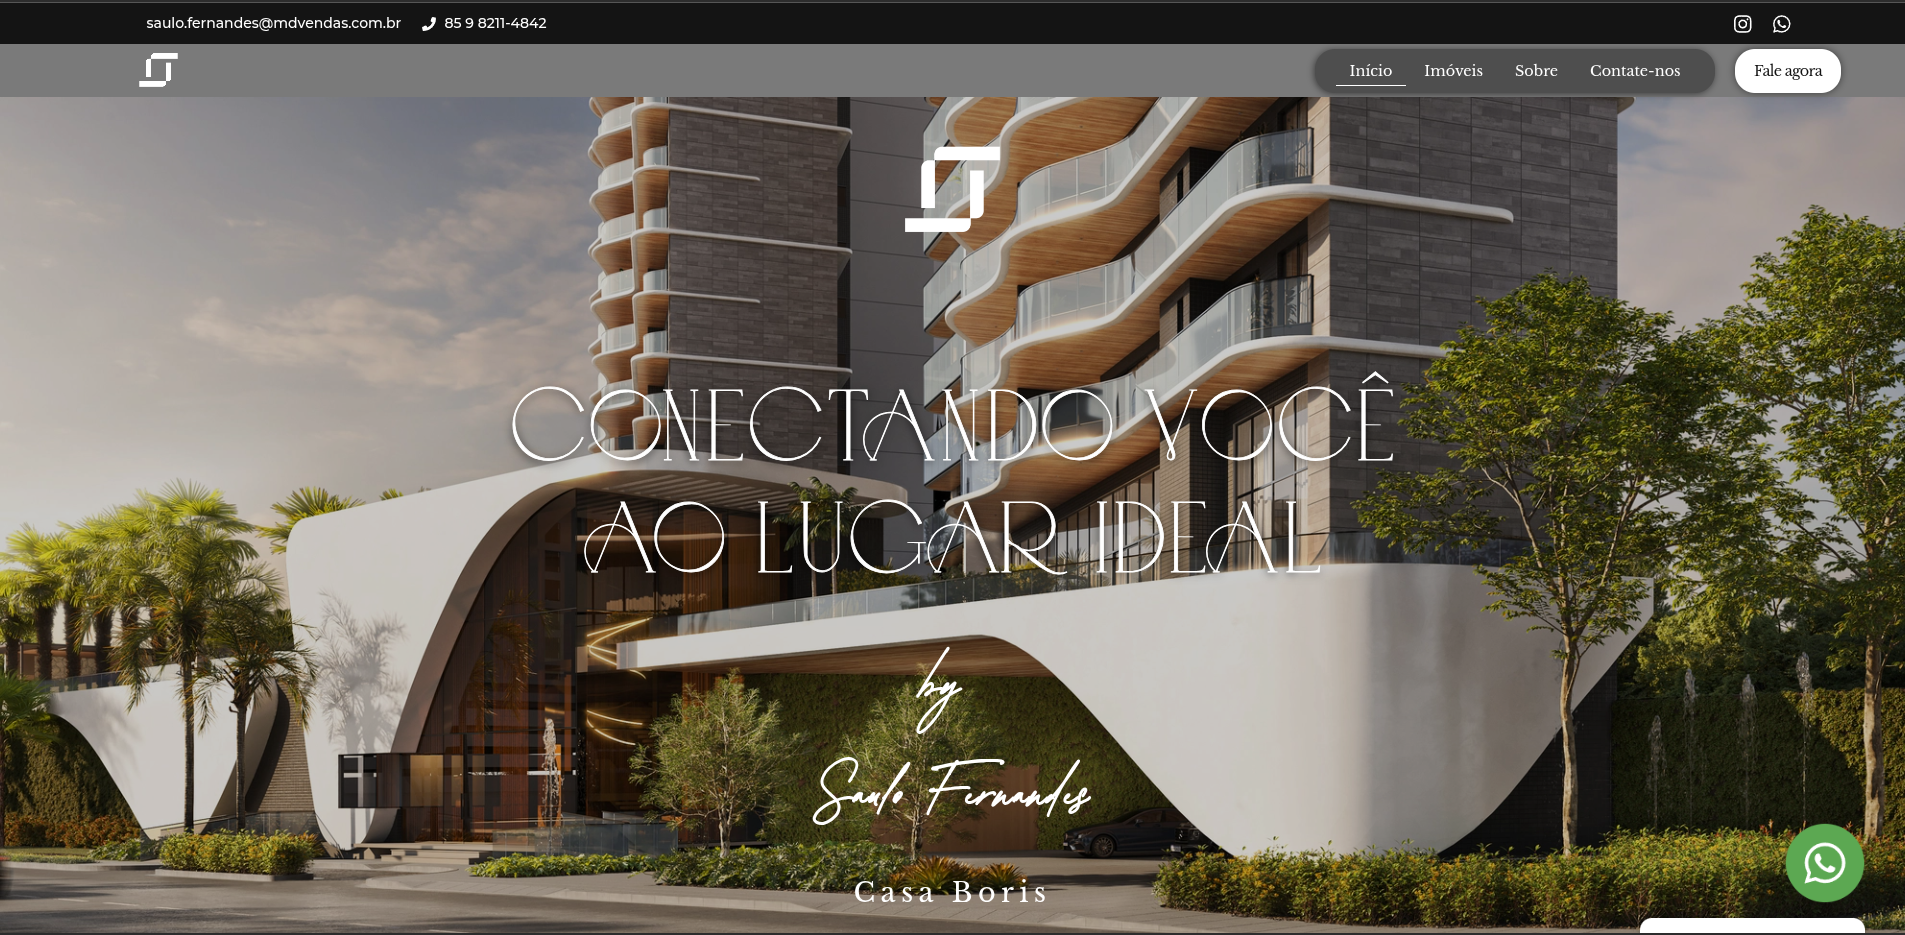 saulo.fernandes@mdvendas.com.br 85 9 8211-4842
Início Imóveis Sobre Contate-nos Fale agora
CONECTANDO VOCÊ
AO LUGAR IDEAL
by
Saulo Fernandes
Casa Boris